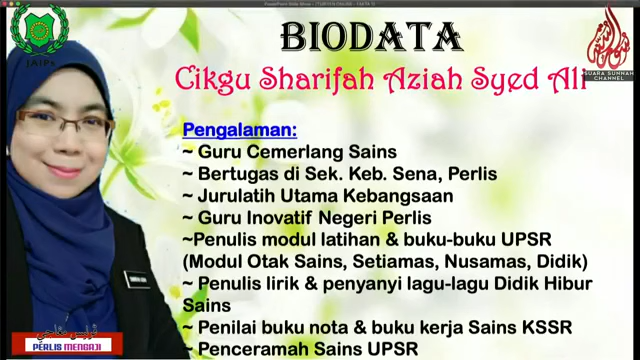 BIODATA
Cikgu Sharifah Aziah Syed Ali
Pengalaman:
~ Guru Cemerlang Sains
~ Bertugas di Sek. Keb. Sena, Perlis
~ Jurulatih Utama Kebangsaan
~ Guru Inovatif Negeri Perlis
~Penulis modul latihan & buku-buku UPSR
(Modul Otak Sains, Setiamas, Nusamas, Didik)
~ Penulis lirik & penyanyi lagu-lagu Didik Hibur
Sains
~ Penilai buku nota & buku kerja Sains KSSR
~ Penceramah Sains UPSR
JAIPs
SUARA SUNNAH
CHANNEL
ڤرليس مڠاجي
PERLIS MENGAJI